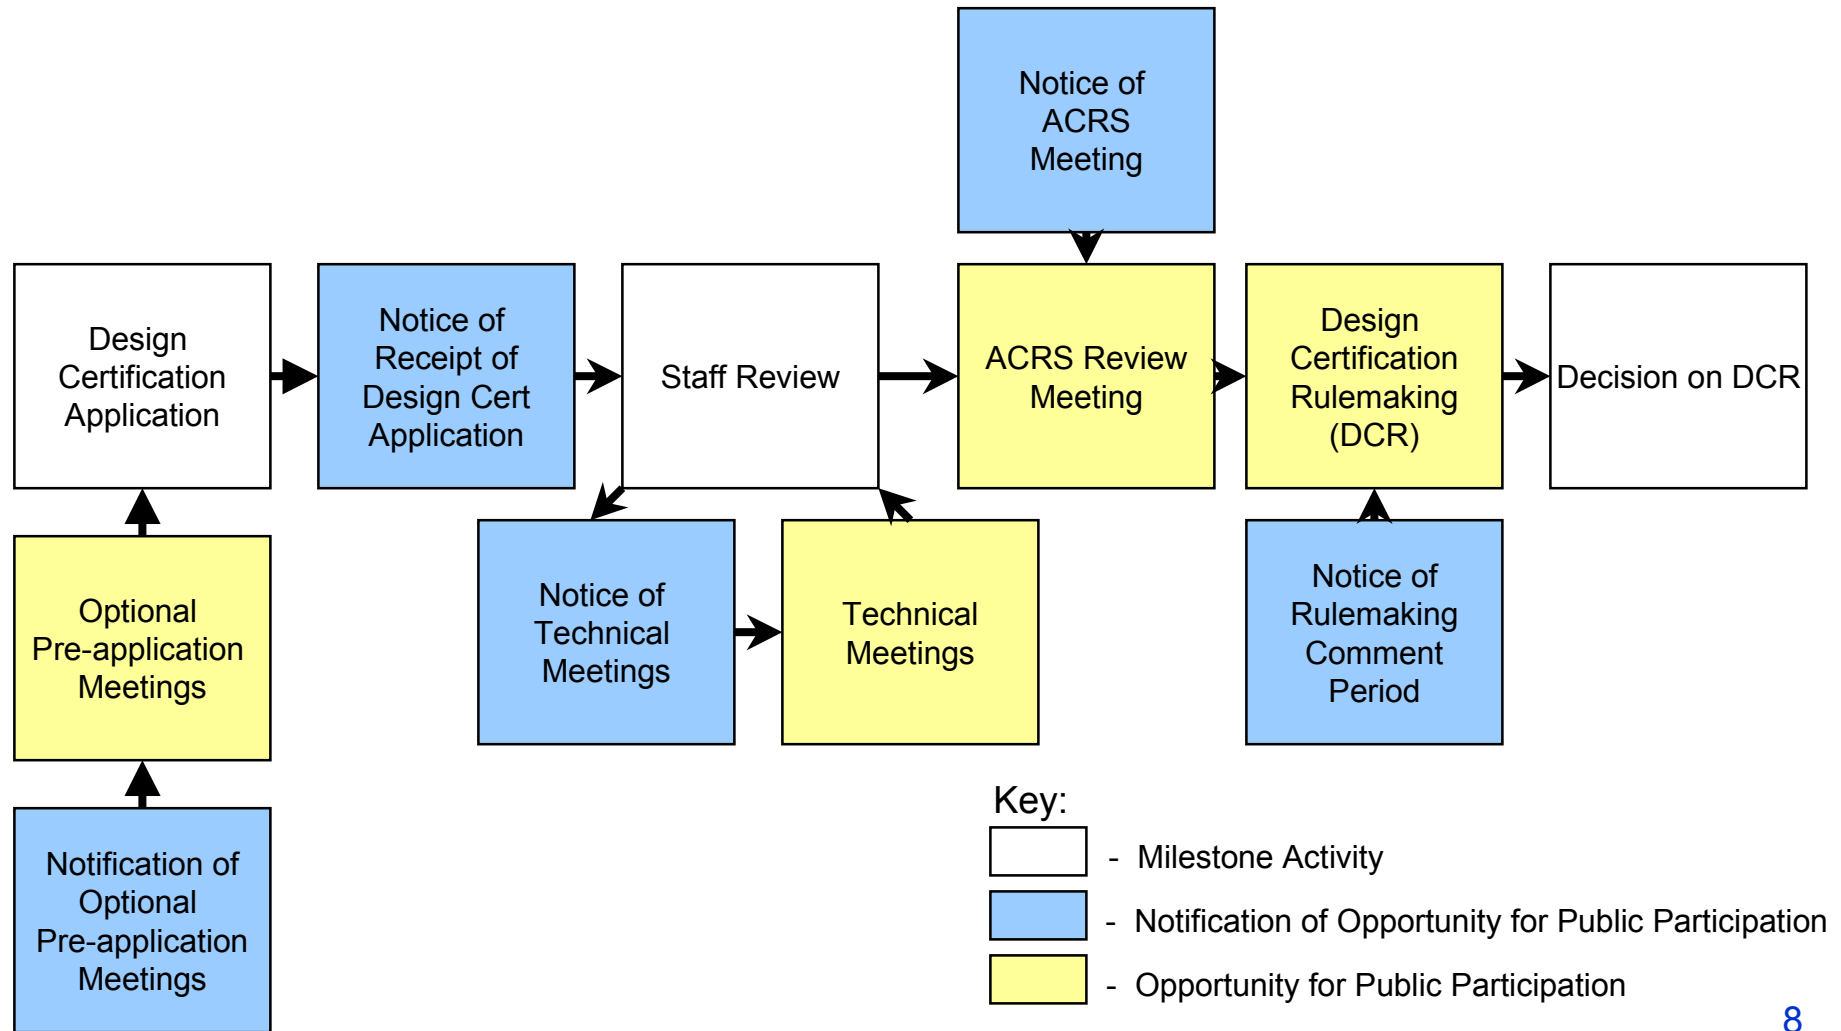 Notice of
ACRS
Meeting
Design
Certification
Application
Notice of
Receipt of
Design Cert
Application
Staff Review
ACRS Review
Meeting
Design
Certification
Rulemaking
(DCR)
Decision on DCR
Optional
Pre-application
Meetings
Notice of
Technical
Meetings
Technical
Meetings
Notice of
Rulemaking
Comment
Period
Notification of
Optional
Pre-application
Meetings
Key:
- Milestone Activity
- Notification of Opportunity for Public Participation
- Opportunity for Public Participation
8